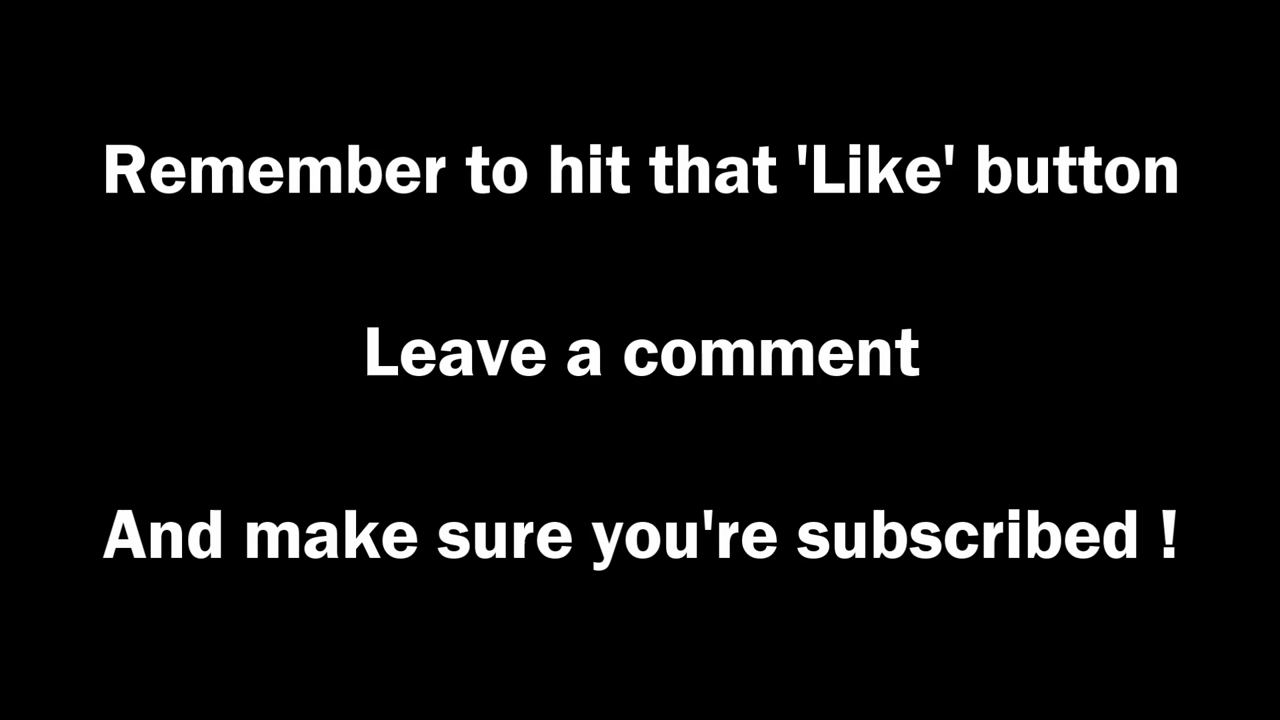 Remember to hit that 'Like' button
Leave a comment
And make sure you're subscribed !